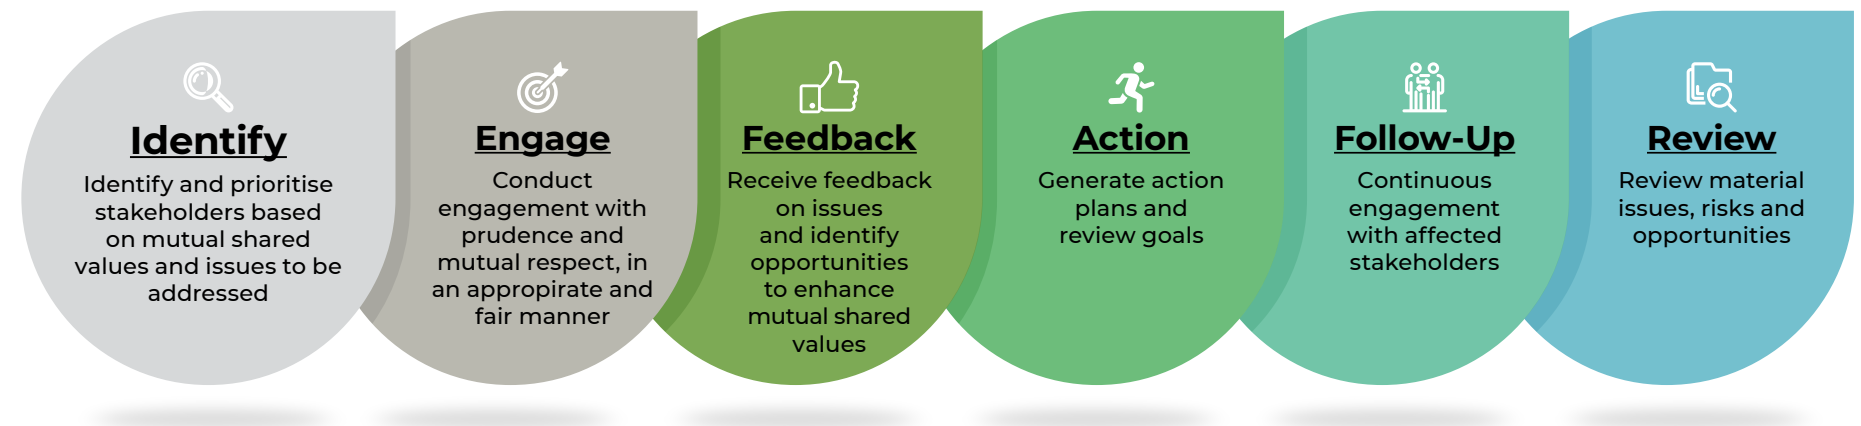 Identify
Identify and prioritise
stakeholders based
on mutual shared
values and issues to be
addressed
Engage
Conduct
engagement with
prudence and
mutual respect, in
an appropirate and
fair manner
Feedback
Receive feedback
on issues
and identify
opportunities
to enhance
mutual shared
values
Action
Generate action
plans and
review goals
Follow-Up
Continuous
engagement
with affected
stakeholders
Review
Review material
issues, risks and
opportunities